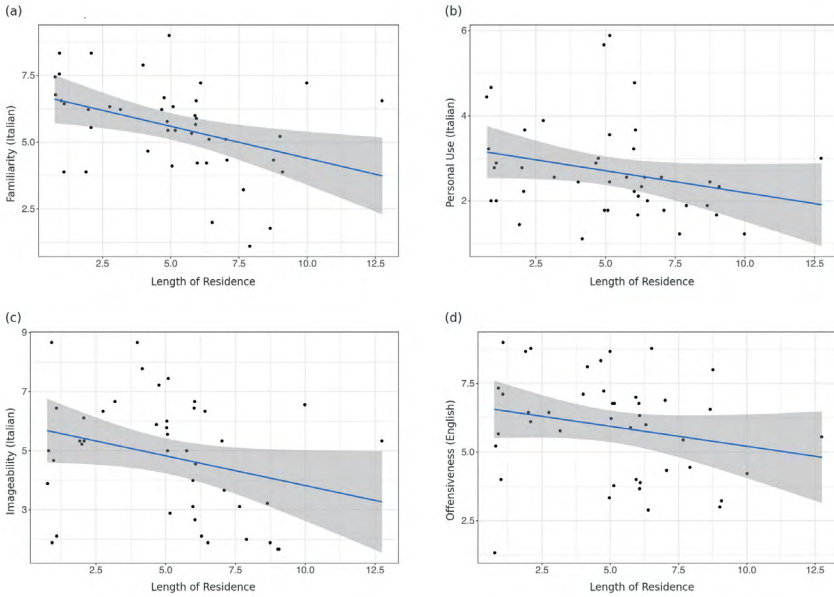 (a)
7.5
5.0
2.5
Familiarity (Italian)
2.5
5.0
7.5
10.0
12.5
Length of Residence
(b)
6
4
2
Personal Use (Italian)
2.5
5.0
7.5
10.0
12.5
Length of Residence
(c)
9
7
5
3
Imageability (Italian)
2.5
5.0
7.5
10.0
12.5
Length of Residence
(d)
7.5
5.0
2.5
Offensiveness (English)
2.5
5.0
7.5
10.0
12.5
Length of Residence